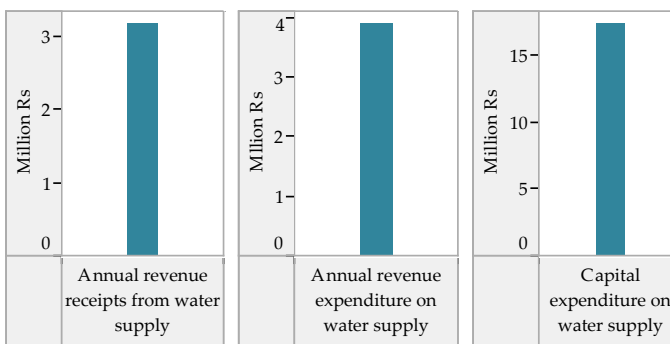 Million Rs
3
2
1
0
Annual revenue
receipts from water
supply
Million Rs
4
3
2
1
0
Annual revenue
expenditure on
water supply
Million Rs
15
10
5
0
Capital
expenditure on
water supply